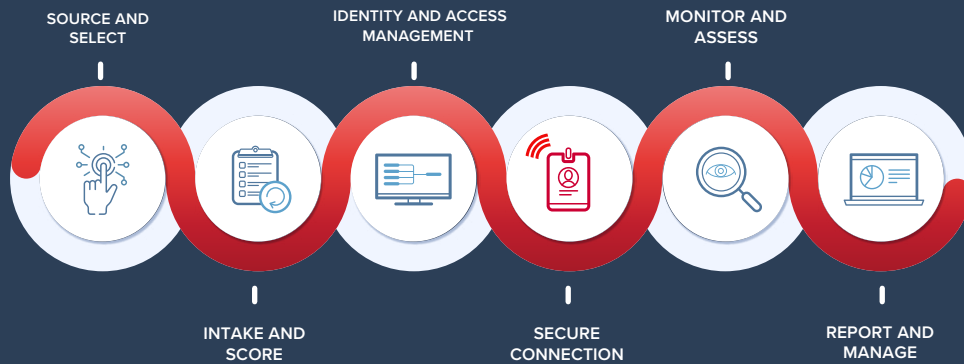 SOURCE AND
SELECT
IDENTITY AND ACCESS
MANAGEMENT
MONITOR AND
ASSESS
INTAKE AND
SCORE
SECURE
CONNECTION
REPORT AND
MANAGE